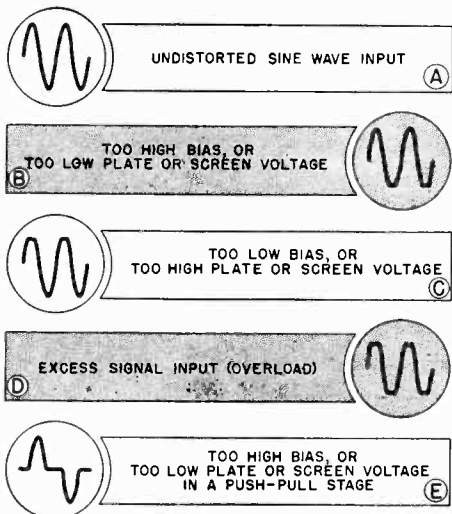 UNDISTORTED SINE WAVE INPUT
A
TOO HIGH BIAS, OR
TOO LOW PLATE OR SCREEN VOLTAGE
B
TOO LOW BIAS, OR
TOO HIGH PLATE OR SCREEN VOLTAGE
C
EXCESS SIGNAL INPUT (OVERLOAD)
D
TOO HIGH BIAS, OR
TOO LOW PLATE OR SCREEN VOLTAGE
IN A PUSH-PULL STAGE
E